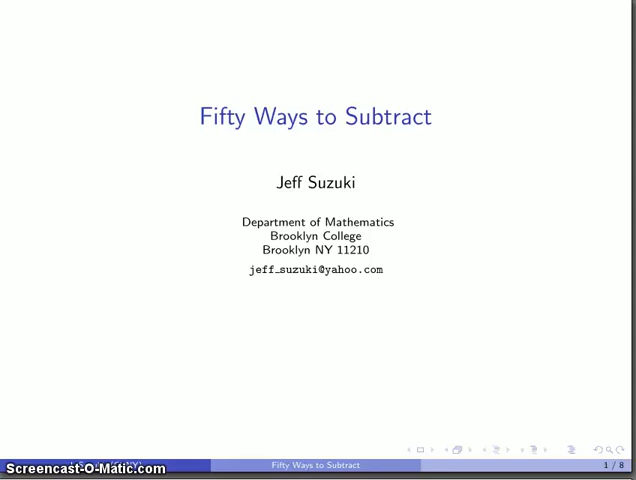 Fifty Ways to Subtract
Jeff Suzuki
Department of Mathematics
Brooklyn College
Brooklyn NY 11210
jeff_suzuki@yahoo.com
Screencast-O-Matic.com
Fifty Ways to Subtract
1 / 8